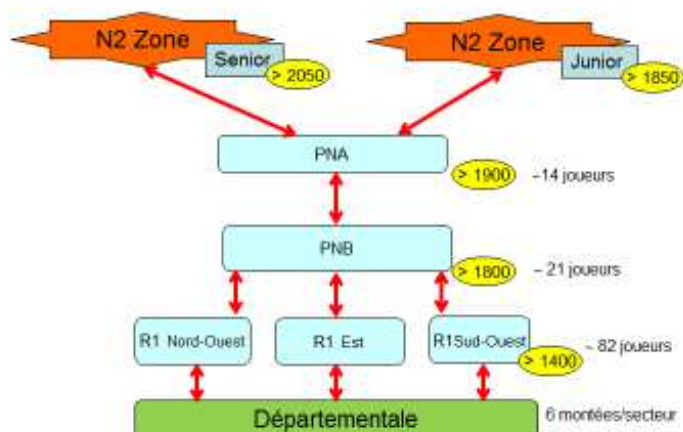 N2 Zone
Senior
> 2050
N2 Zone
Junior
> 1850
PNA
> 1900
~14 joueurs
PNB
> 1800
~ 21 joueurs
R1 Nord-Ouest
R1 Est
R1Sud-Ouest
> 1400
~ 82 joueurs
Départementale
6 montées/secteur